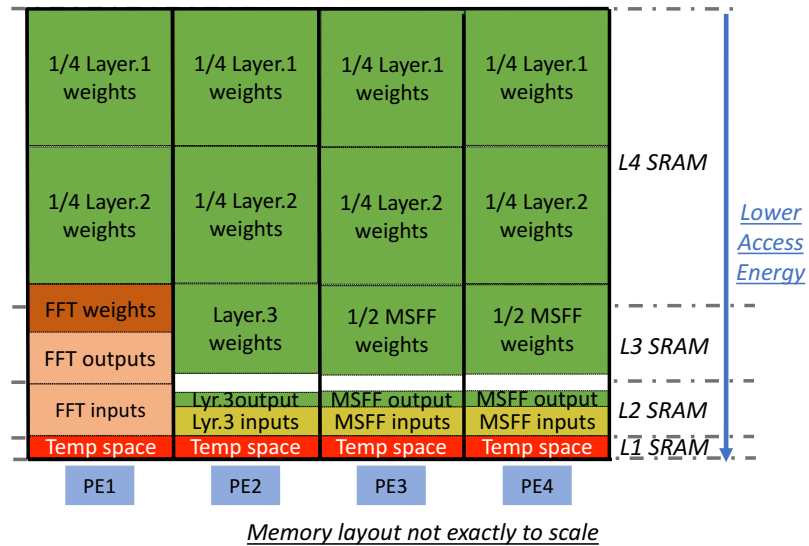 1/4 Layer.1
weights
1/4 Layer.1
weights
1/4 Layer.1
weights
1/4 Layer.1
weights
L4 SRAM
1/4 Layer.2
weights
1/4 Layer.2
weights
1/4 Layer.2
weights
1/4 Layer.2
weights
Lower
Access
Energy
FFT weights
Layer.3
weights
1/2 MSFF
weights
1/2 MSFF
weights
L3 SRAM
FFT outputs
FFT inputs
Lyr.3output
MSFF output
MSFF output
L2 SRAM
Lyr.3 inputs
MSFF inputs
MSFF inputs
Temp space
Temp space
Temp space
Temp space
L1 SRAM
PE1
PE2
PE3
PE4
Memory layout not exactly to scale